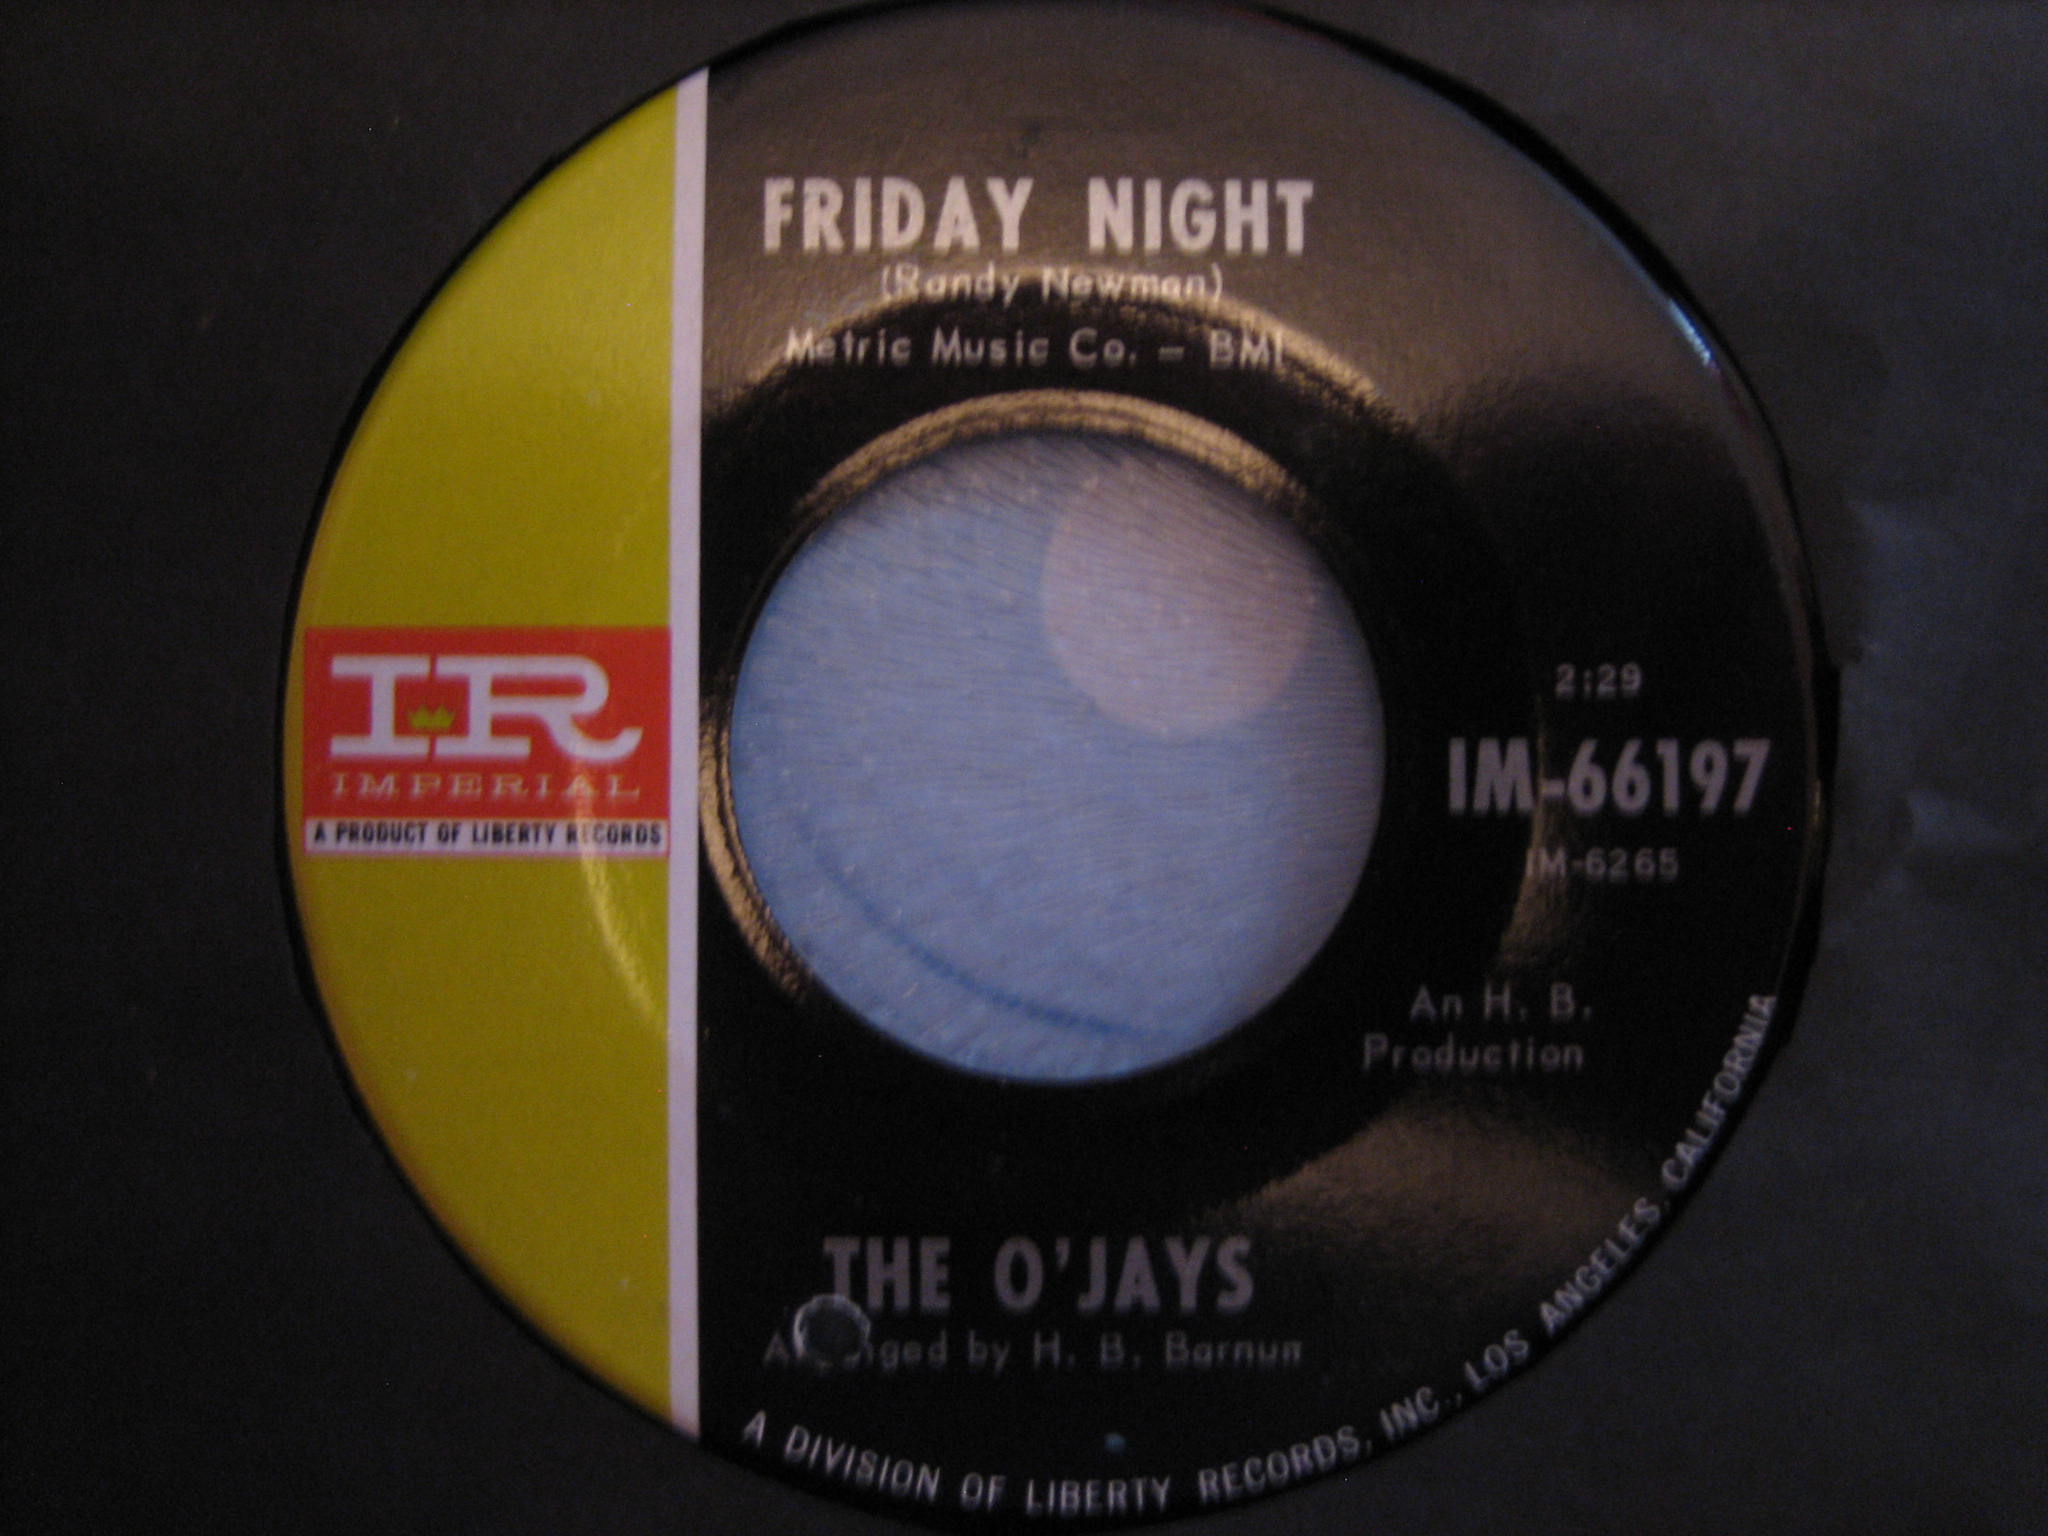 FRIDAY NIGHT
(Randy Newman)
Metric Music Co. – BMI
IR
IMPERIAL
A PRODUCT OF LIBERTY RECORDS
2:29
IM-66197
IM-6265
An H. B.
Production
THE O'JAYS
Arranged by H. B. Barnum
A DIVISION OF LIBERTY RECORDS, INC., LOS ANGELES, CALIFORNIA